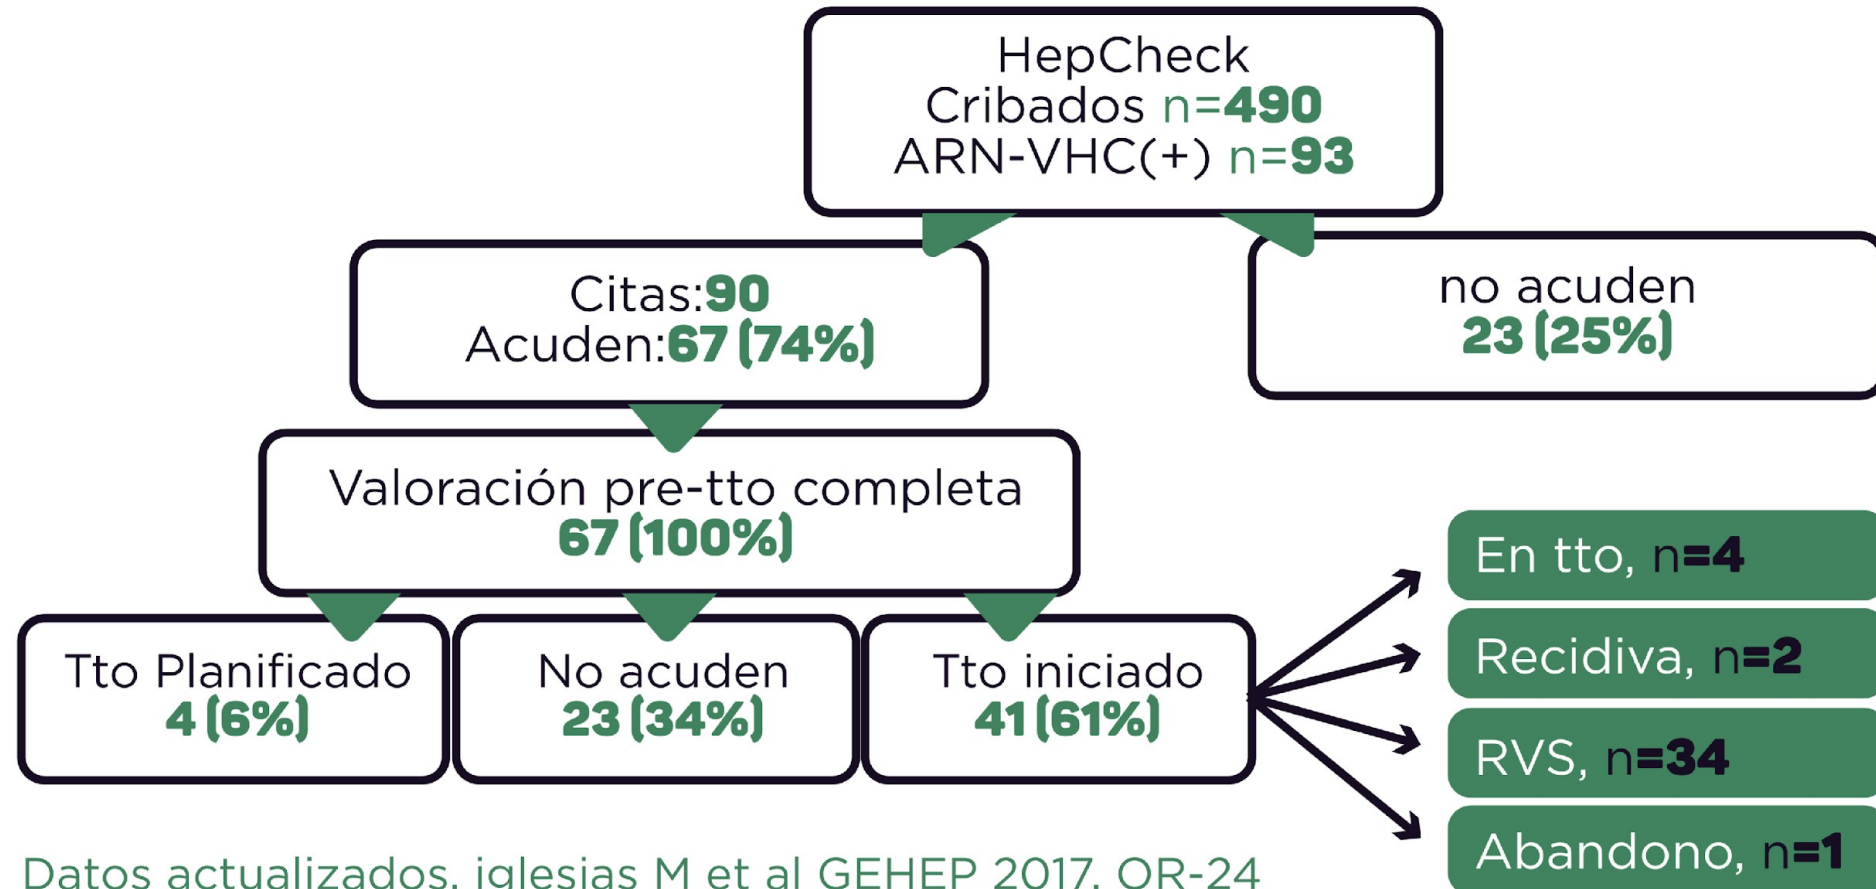 HepCheck
Cribados n=490
ARN-VHC(+) n=93
Citas:90
Acuden:67 (74%)
no acuden
23 (25%)
Valoración pre-tto completa
67 (100%)
Tto Planificado
4 (6%)
No acuden
23 (34%)
Tto iniciado
41 (61%)
En tto, n=4
Recidiva, n=2
RVS, n=34
Abandono, n=1
Datos actualizados, iglesias M et al GEHEP 2017. OR-24